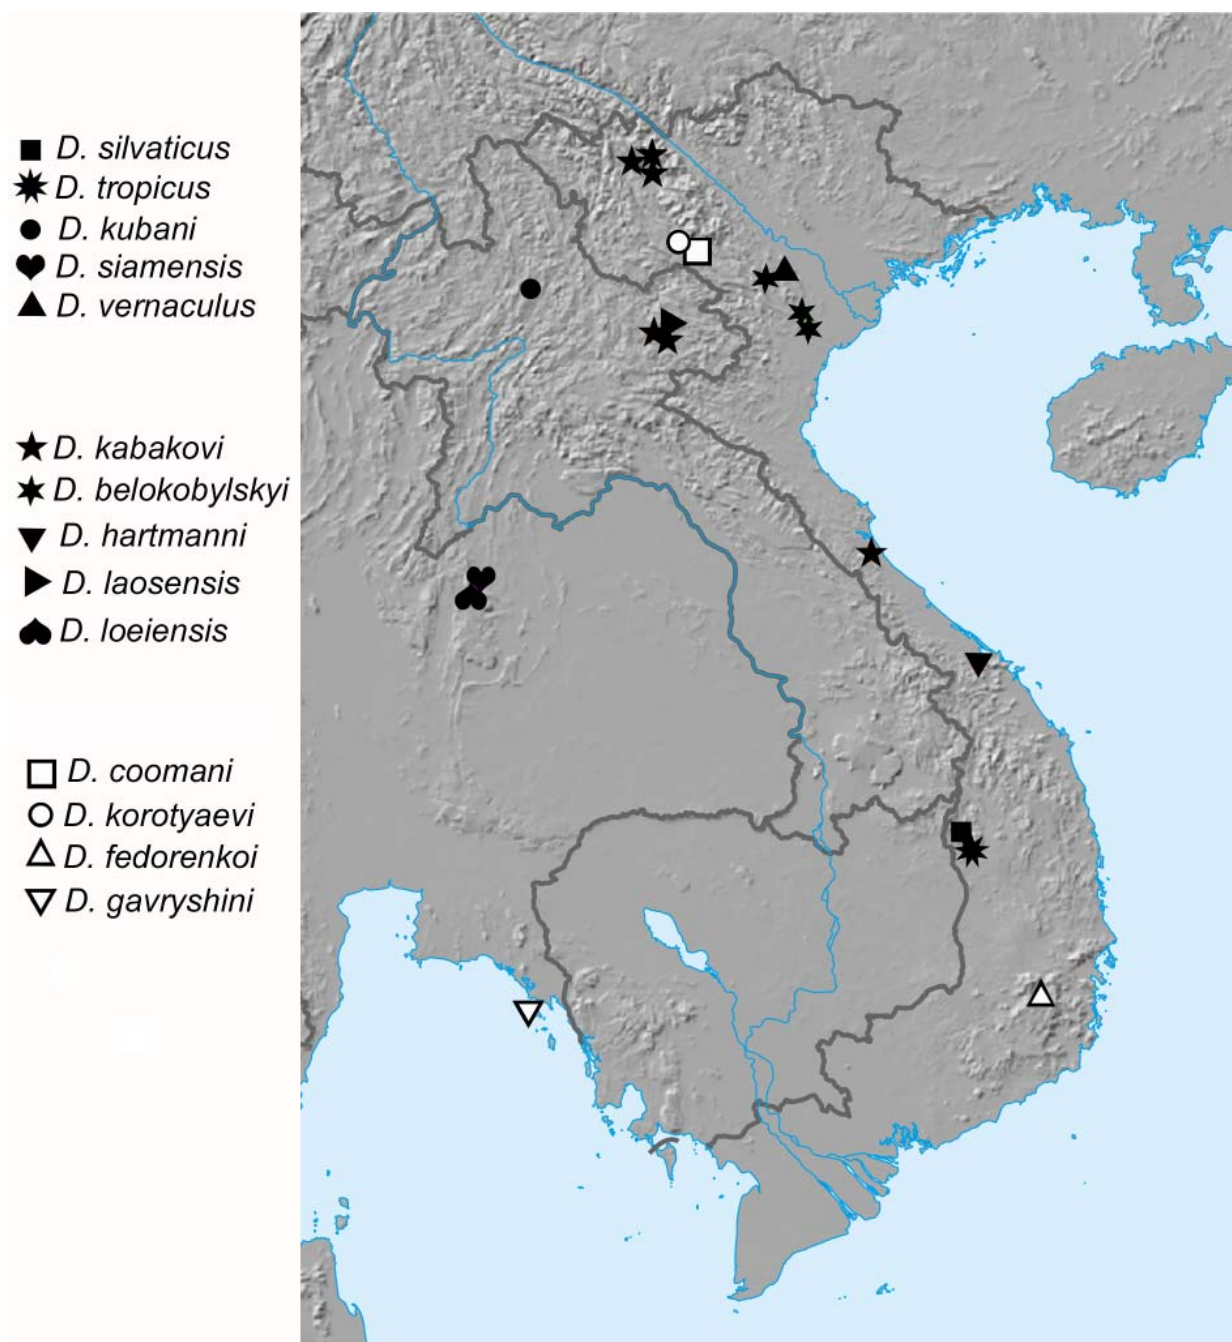 D. silvaticus
D. tropicus
D. kubani
D. siamensis
D. vernaculus
D. kabakovi
D. belokobylskyi
D. hartmanni
D. laosensis
D. loeiensis
D. coomani
D. korotyaevi
D. fedorenkoi
D. gavryshini